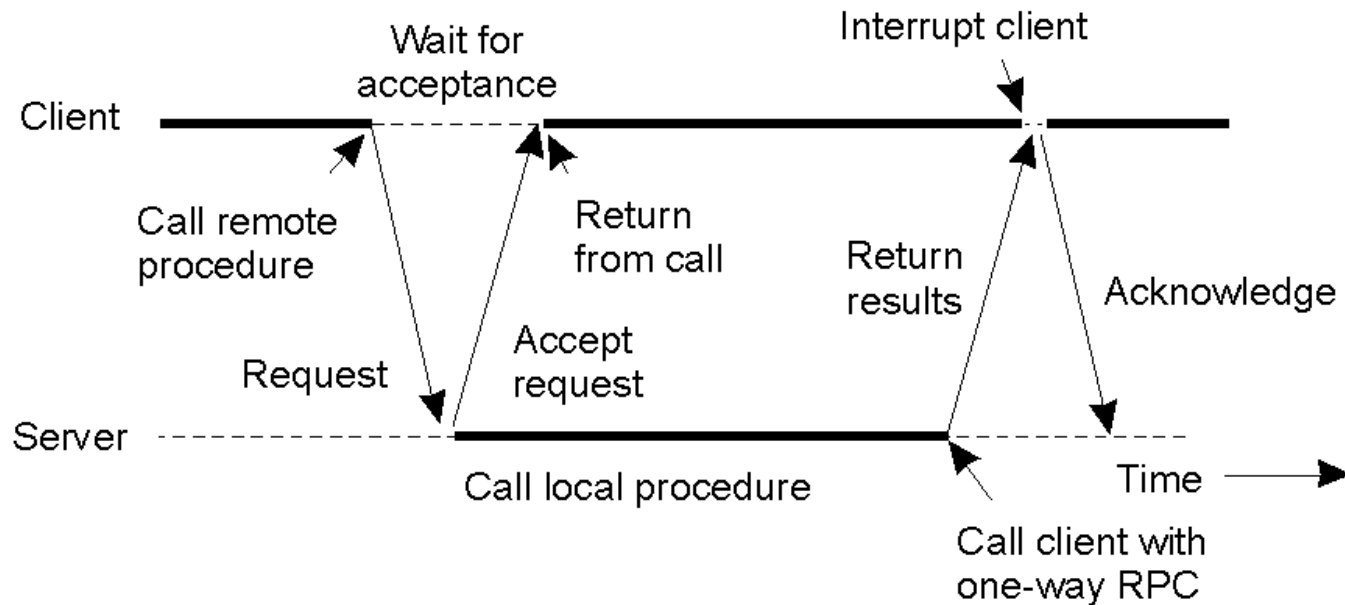 Interrupt client
Wait for
acceptance
Client
Call remote
procedure
Return
from call
Return
results
Acknowledge
Request
Accept
request
Server
Call local procedure
Time
Call client with
one-way RPC